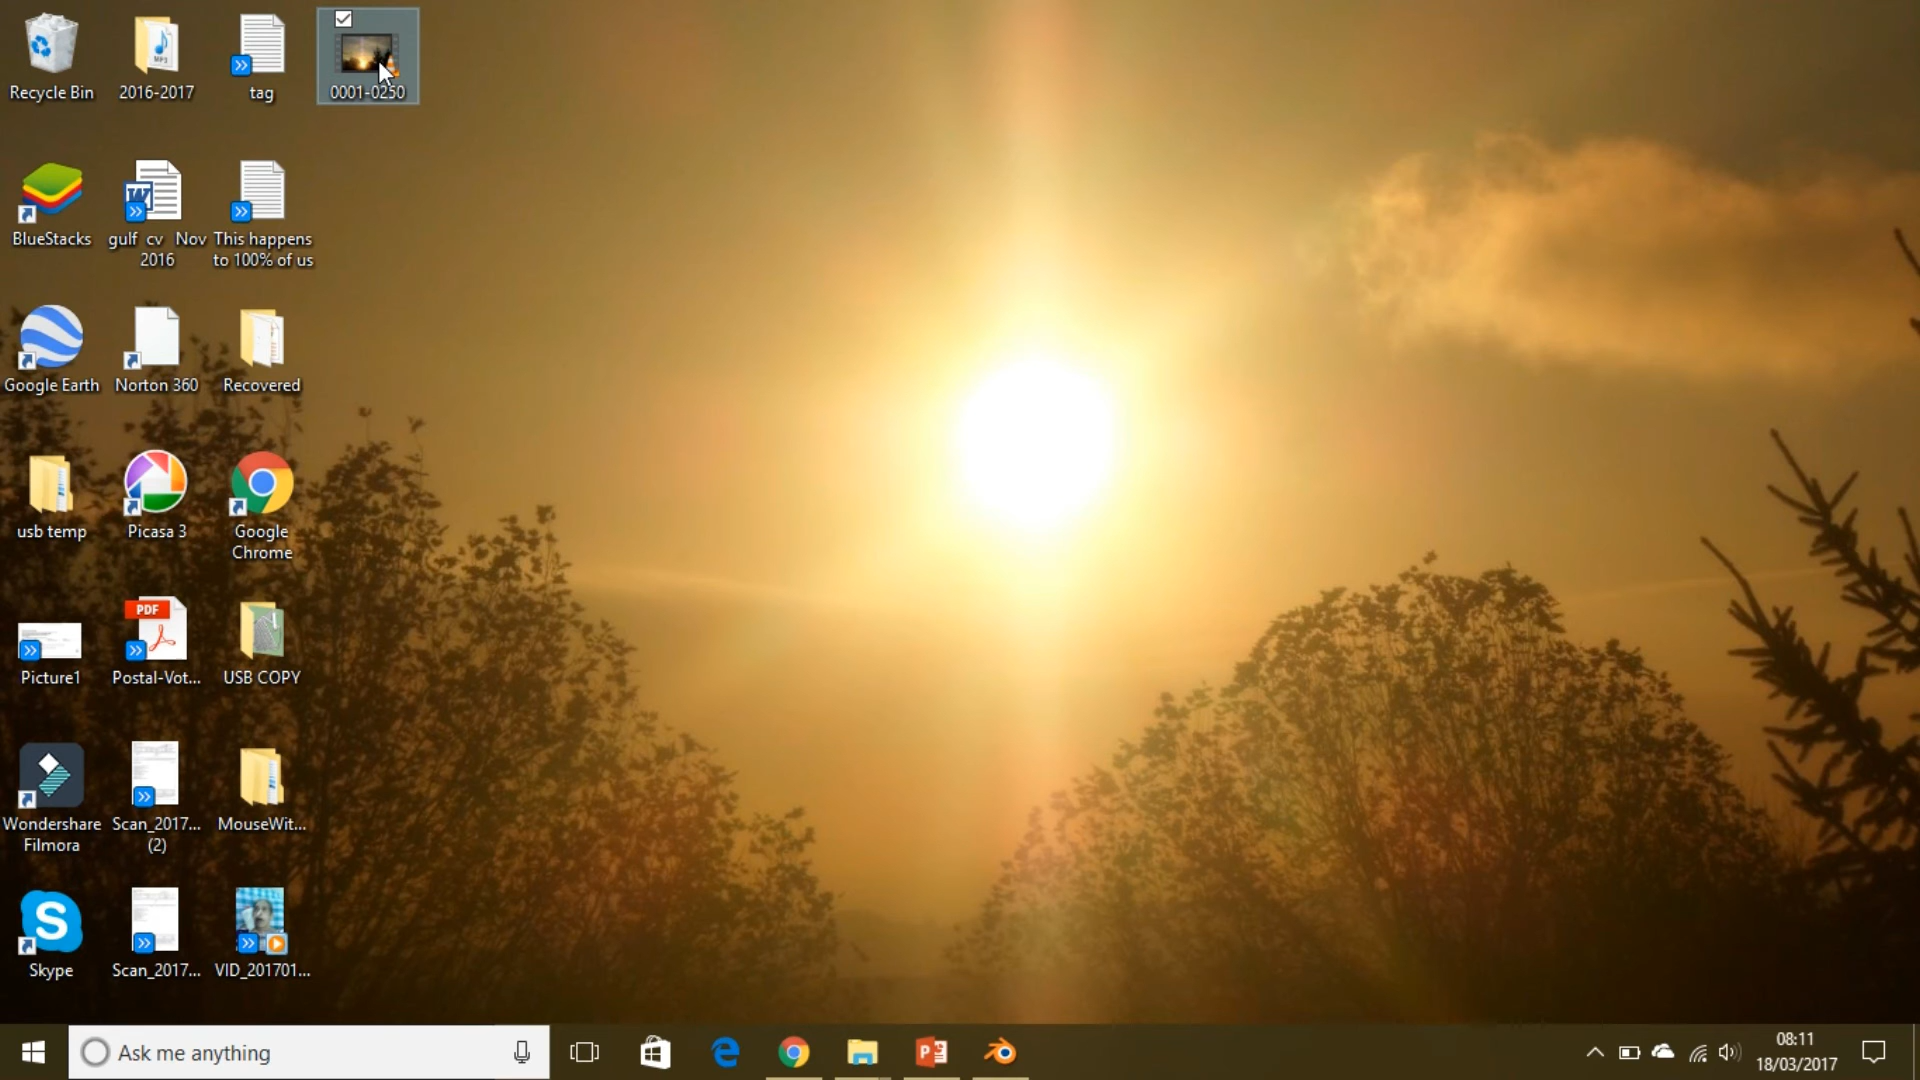 Recycle Bin
2016-2017
MP3
tag
0001-0250
BlueStacks
W
gulf cv Nov
2016
This happens
to 100% of us
Google Earth
Norton 360
Recovered
usb temp
Picasa 3
Google
Chrome
Picture1
PDF
Postal-Vot...
USB COPY
Wondershare
Filmora
Scan_2017...
(2)
MouseWit...
S
Skype
Scan_2017...
VID_201701...
Ask me anything
P
08:11
18/03/2017